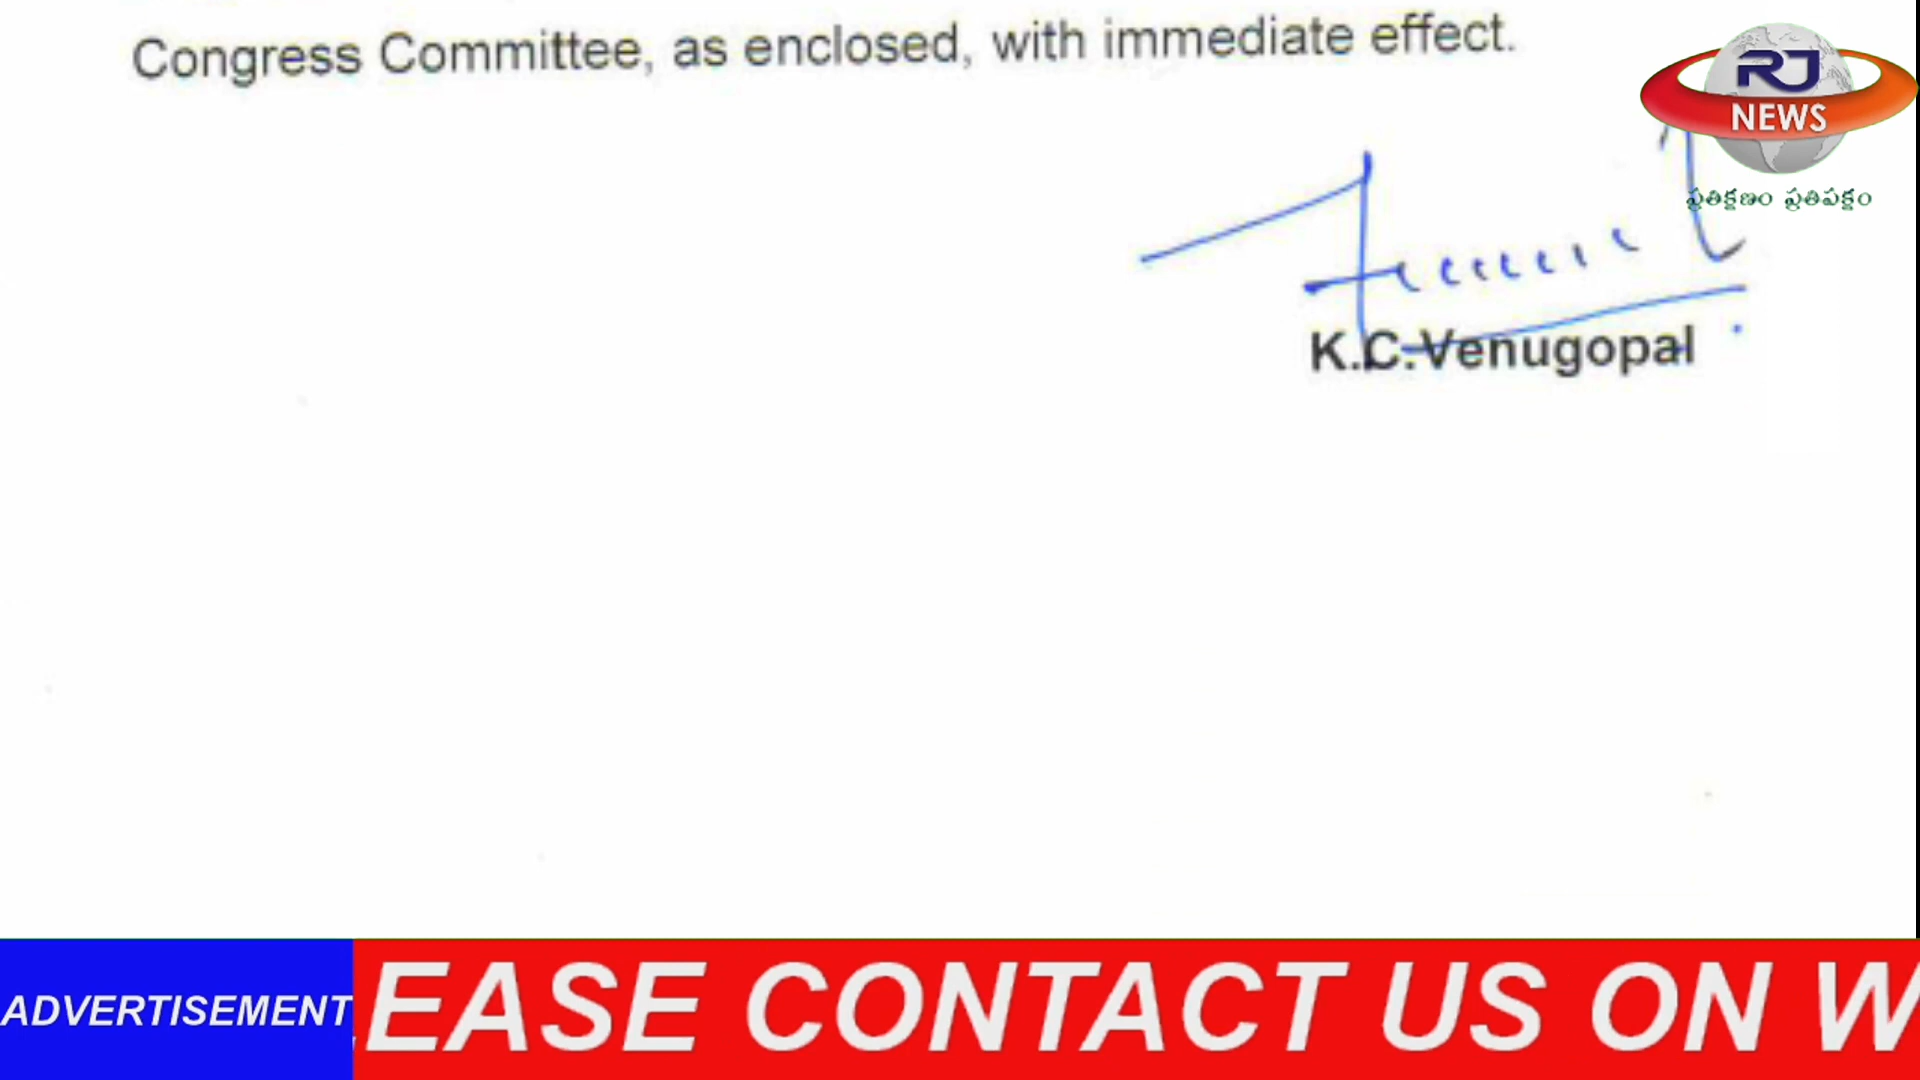 Congress Committee, as enclosed, with immediate effect.
RJ
NEWS
ప్రతిక్షణం ప్రతిపక్షం
K.C.Venugopal
ADVERTISEMENT
EASE CONTACT US ON W